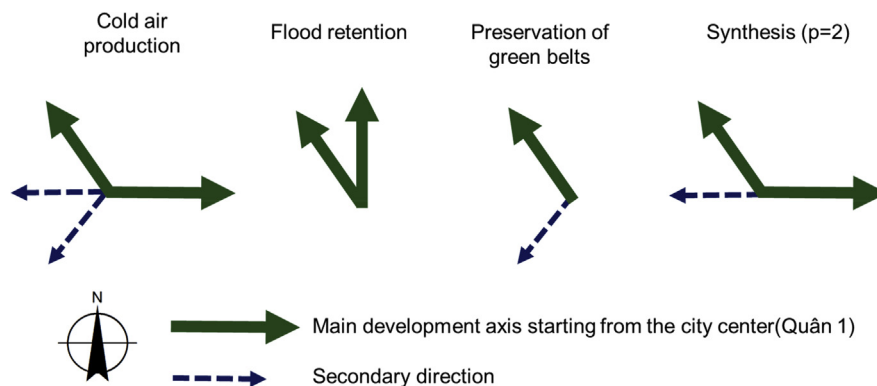 Cold air
production
Flood retention
Preservation of
green belts
Synthesis (p=2)
N
Main development axis starting from the city center(Quân 1)
Secondary direction